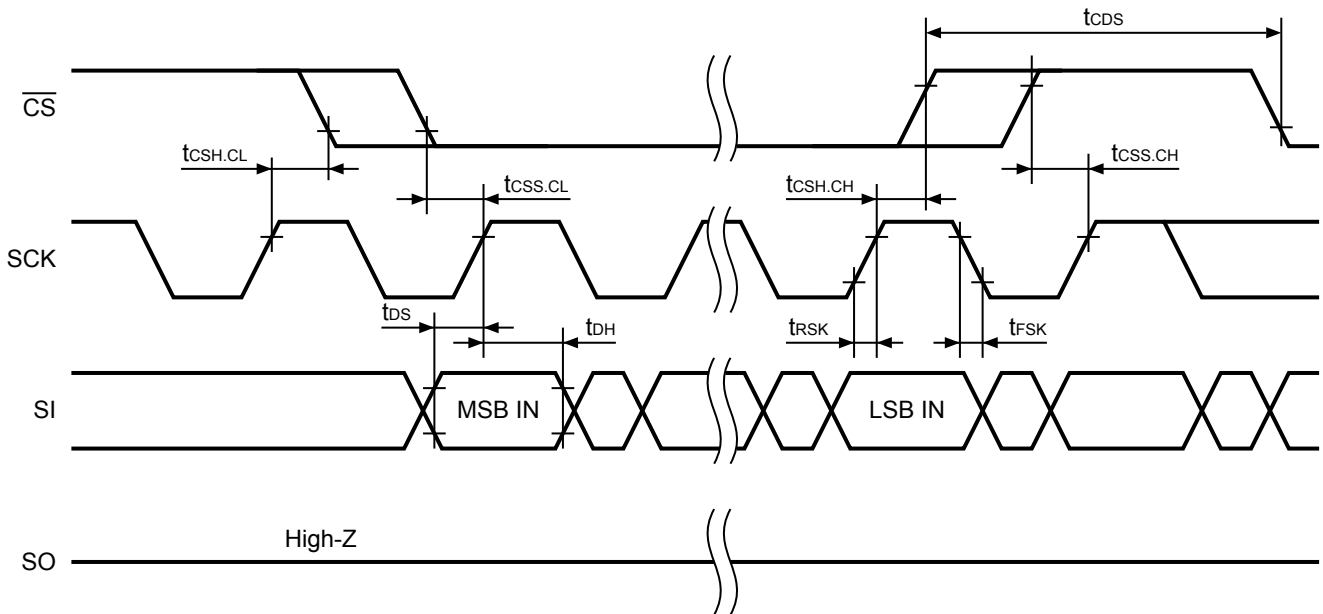 tCDS
CS
tCSH.CL
tCSS.CL
tCSH.CH
tCSS.CH
SCK
tDS
tDH
tRSK
tFSK
SI
MSB IN
LSB IN
High-Z
SO